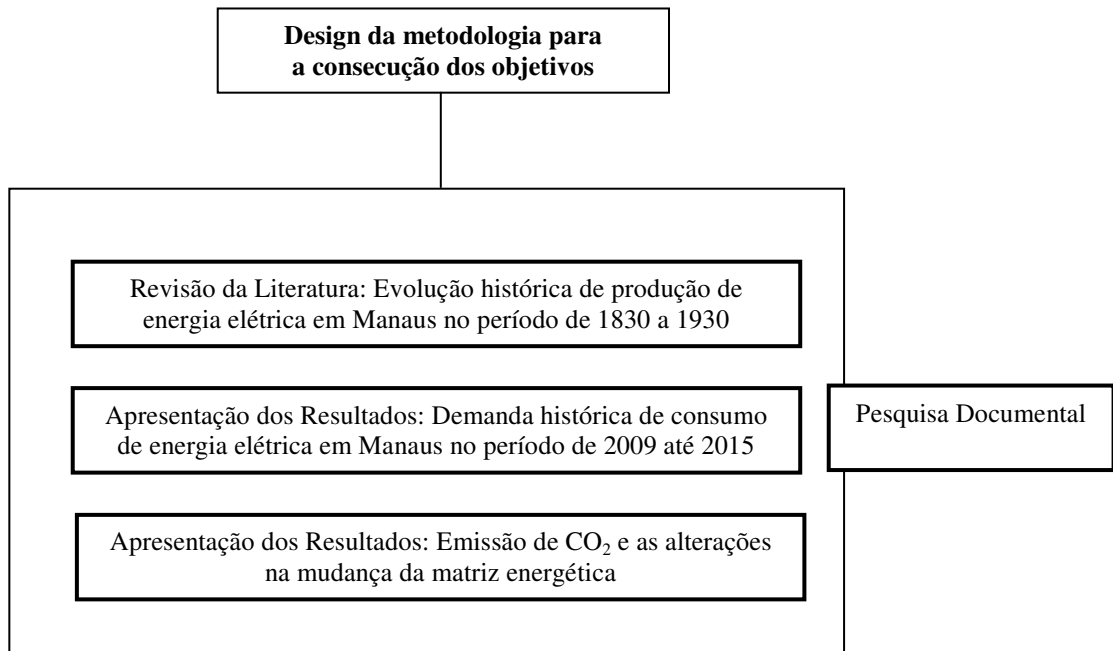 Design da metodologia para
a consecução dos objetivos
Revisão da Literatura: Evolução histórica de produção de
energia elétrica em Manaus no período de 1830 a 1930
Apresentação dos Resultados: Demanda histórica de consumo
de energia elétrica em Manaus no período de 2009 até 2015
Pesquisa Documental
Apresentação dos Resultados: Emissão de CO₂ e as alterações
na mudança da matriz energética